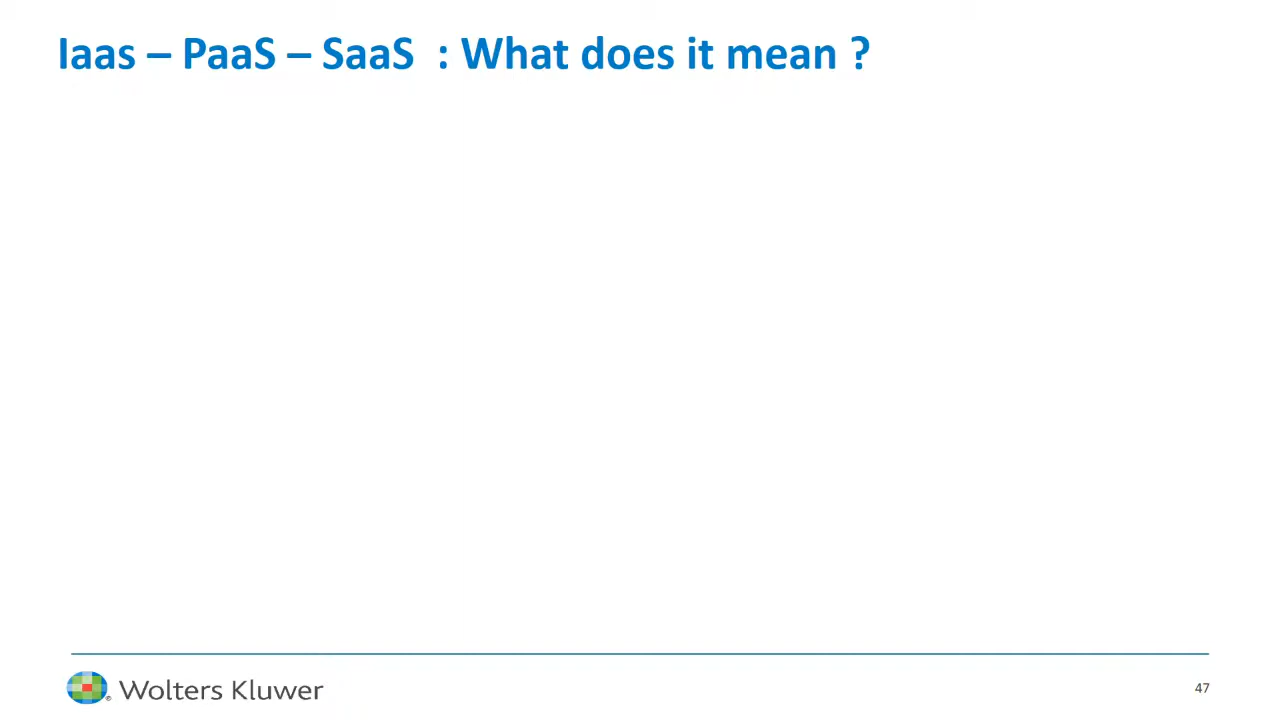 Iaas – PaaS – SaaS  : What does it mean ?
Wolters Kluwer
47